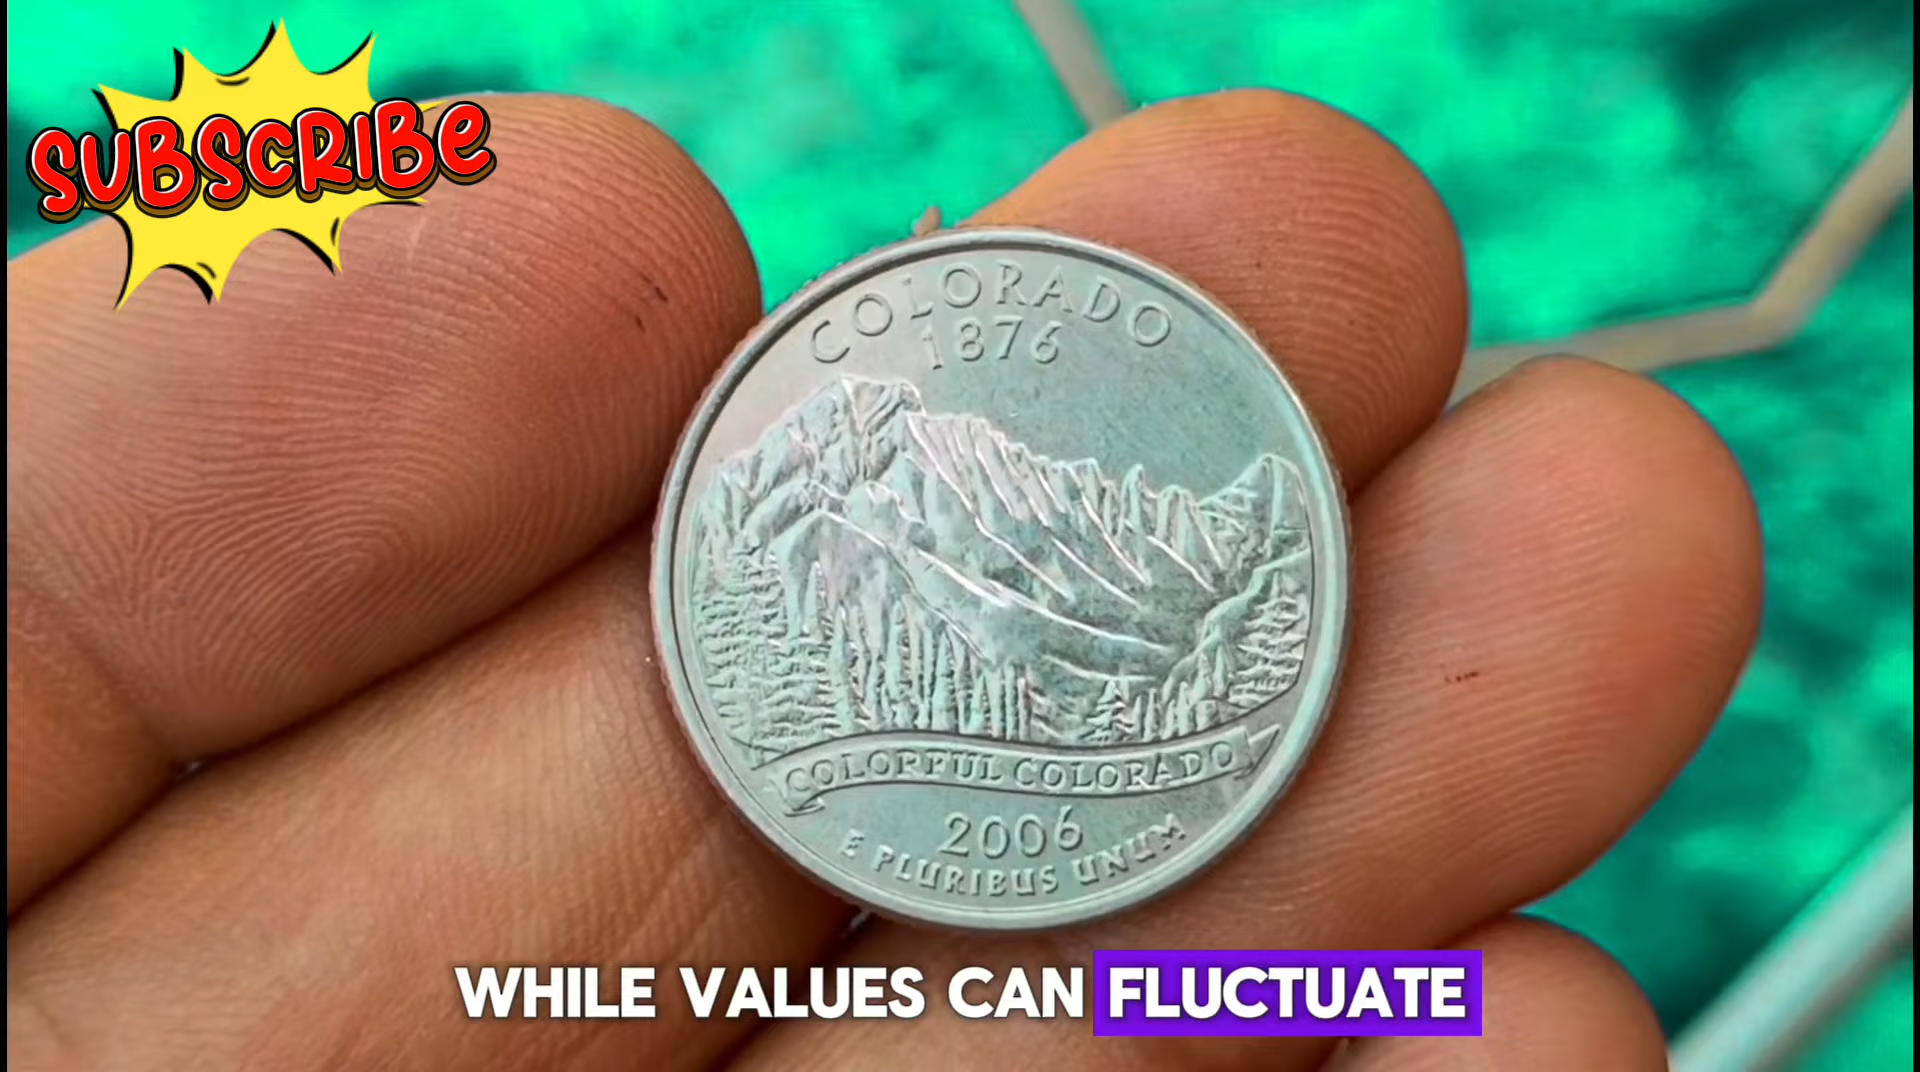 SUBSCRIBE
COLORADO
1876
COLORFUL COLORADO
2006
E PLURIBUS UNUM
WHILE VALUES CAN FLUCTUATE